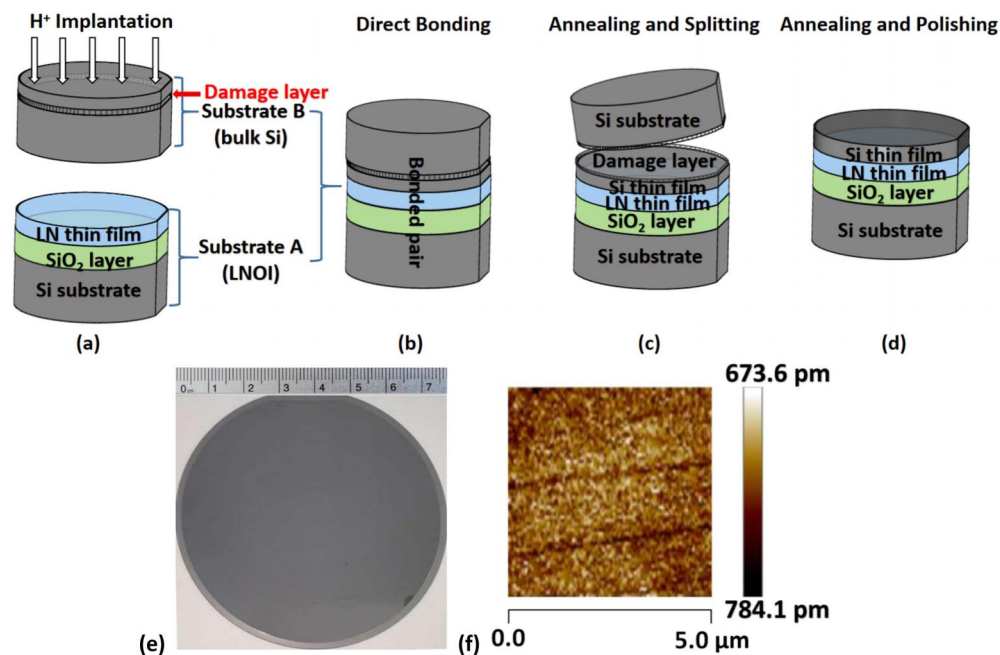 H⁺ Implantation
Damage layer
Substrate B
(bulk Si)
LN thin film
SiO₂ layer
Si substrate
Substrate A
(LNOI)
(a)
Direct Bonding
Bonded pair
(b)
Annealing and Splitting
Si substrate
Damage layer
Si thin film
LN thin film
SiO₂ layer
Si substrate
(c)
Annealing and Polishing
Si thin film
LN thin film
SiO₂ layer
Si substrate
(d)
0cm 1 2 3 4 5 6 7
(e)
673.6 pm
784.1 pm
0.0 5.0 µm
(f)